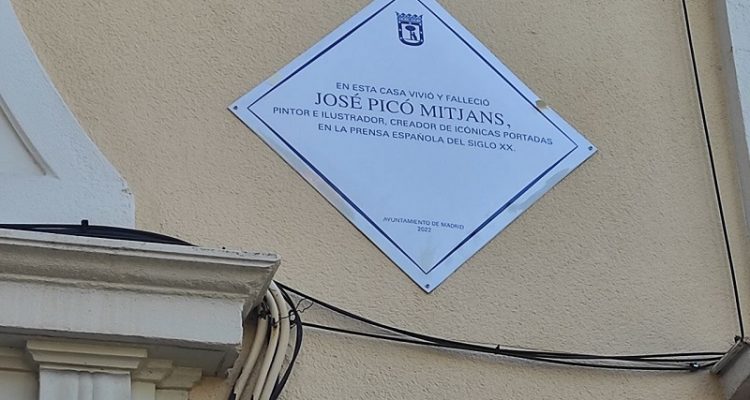 EN ESTA CASA VIVIÓ Y FALLECIÓ
JOSÉ PICÓ MITJANS,
PINTOR E ILUSTRADOR, CREADOR DE ICÓNICAS PORTADAS
EN LA PRENSA ESPAÑOLA DEL SIGLO XX.
AYUNTAMIENTO DE MADRID
2022